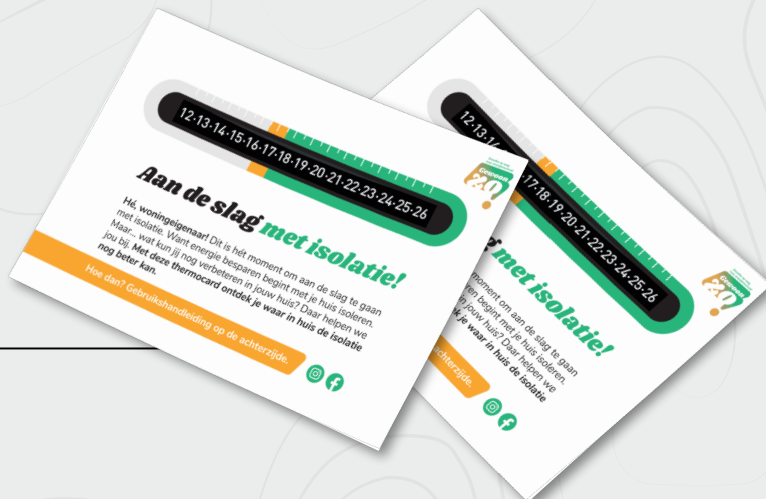 12·13·14·15·16·17·18·19·20·21·22·23·24·25·26
Gewoon
Aan de slag met isolatie!
Hé, woningeigenaar! Dit is hét moment om aan de slag te gaan
met isolatie. Want energie besparen begint met je huis isoleren.
Maar... wat kun jij nog verbeteren in jouw huis? Daar helpen we
jou bij. Met deze thermocard ontdek je waar in huis de isolatie
nog beter kan.
Hoe dan? Gebruikshandleiding op de achterzijde.
12·13·14
17·18·19·20·21·22·23·24·25·26
Gewoon
met isolatie!
moment om aan de slag te gaan
begint met je huis isoleren.
in jouw huis? Daar helpen we
je waar in huis de isolatie
achterzijde.